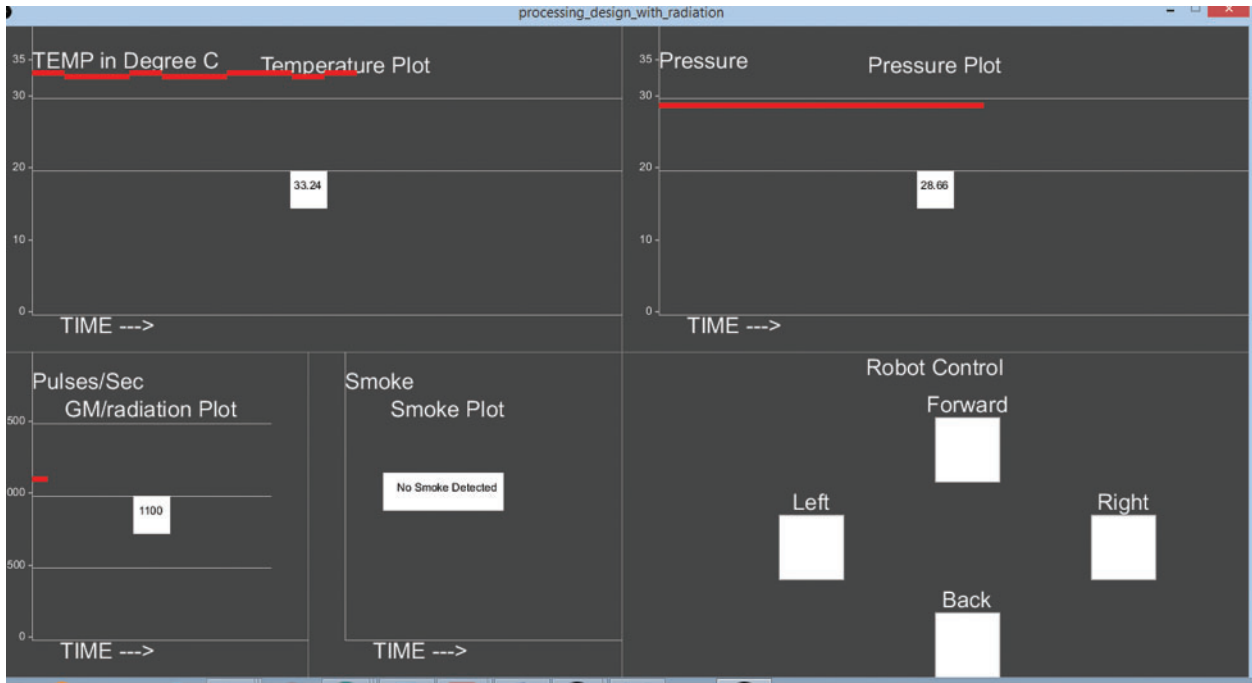 processing_design_with_radiation
TEMP in Degree C
Temperature Plot
35
30
20
10
0
33.24
TIME --->
Pressure
Pressure Plot
35
30
20
10
0
28.66
TIME --->
Pulses/Sec
GM/radiation Plot
500
000
500
0
1100
TIME --->
Smoke
Smoke Plot
No Smoke Detected
TIME --->
Robot Control
Forward
Left
Right
Back